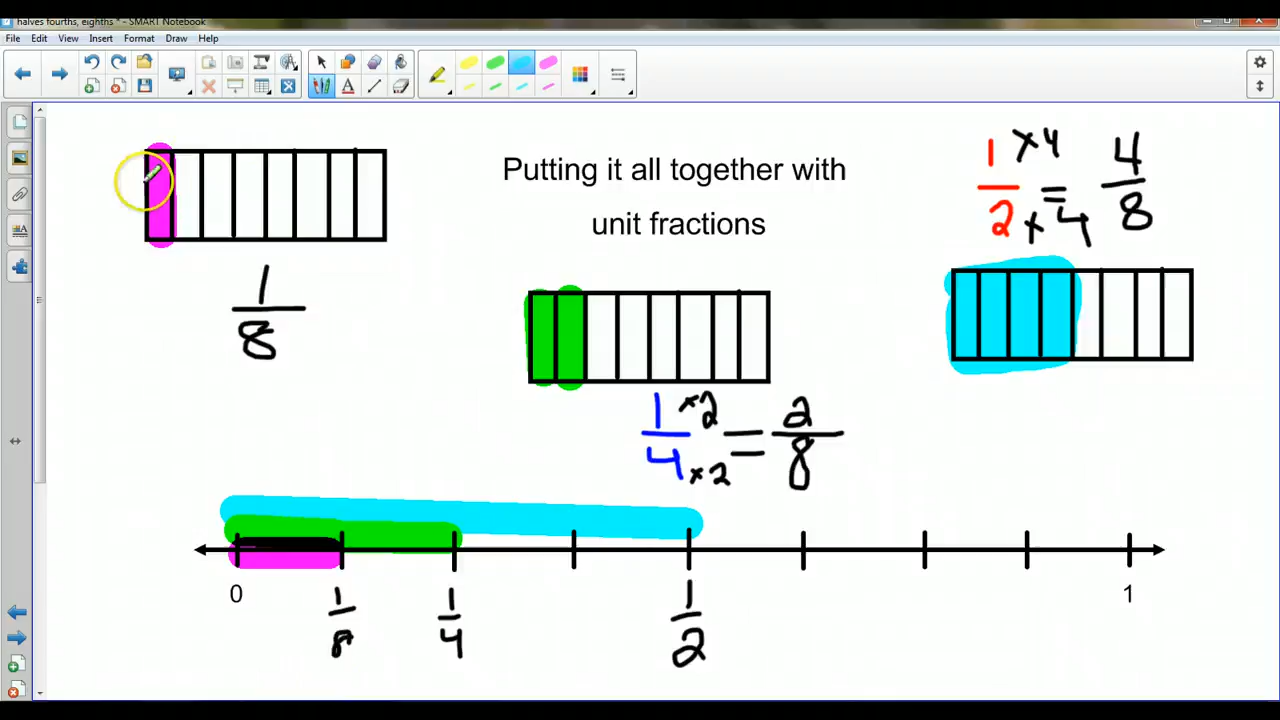 halves fourths, eighths * - SMART Notebook
File Edit View Insert Format Draw Help
Putting it all together with
unit fractions
1/8
1/2 ×4 ×4 = 4/8
1/4 ×2 ×2 = 2/8
0 1/8 1/4 1/2 1